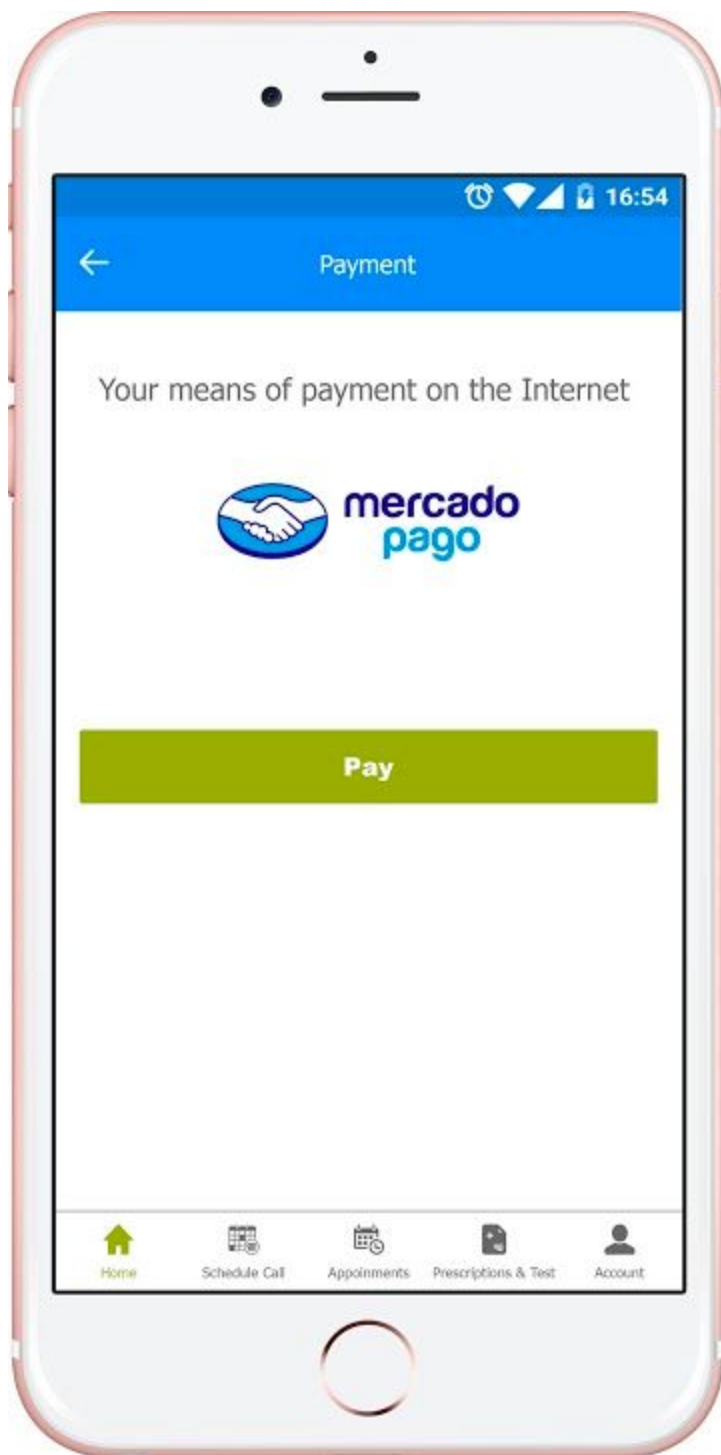 16:54
Payment
Your means of payment on the Internet
mercado
pago
Pay
Home Schedule Call Appoinments Prescriptions & Test Account